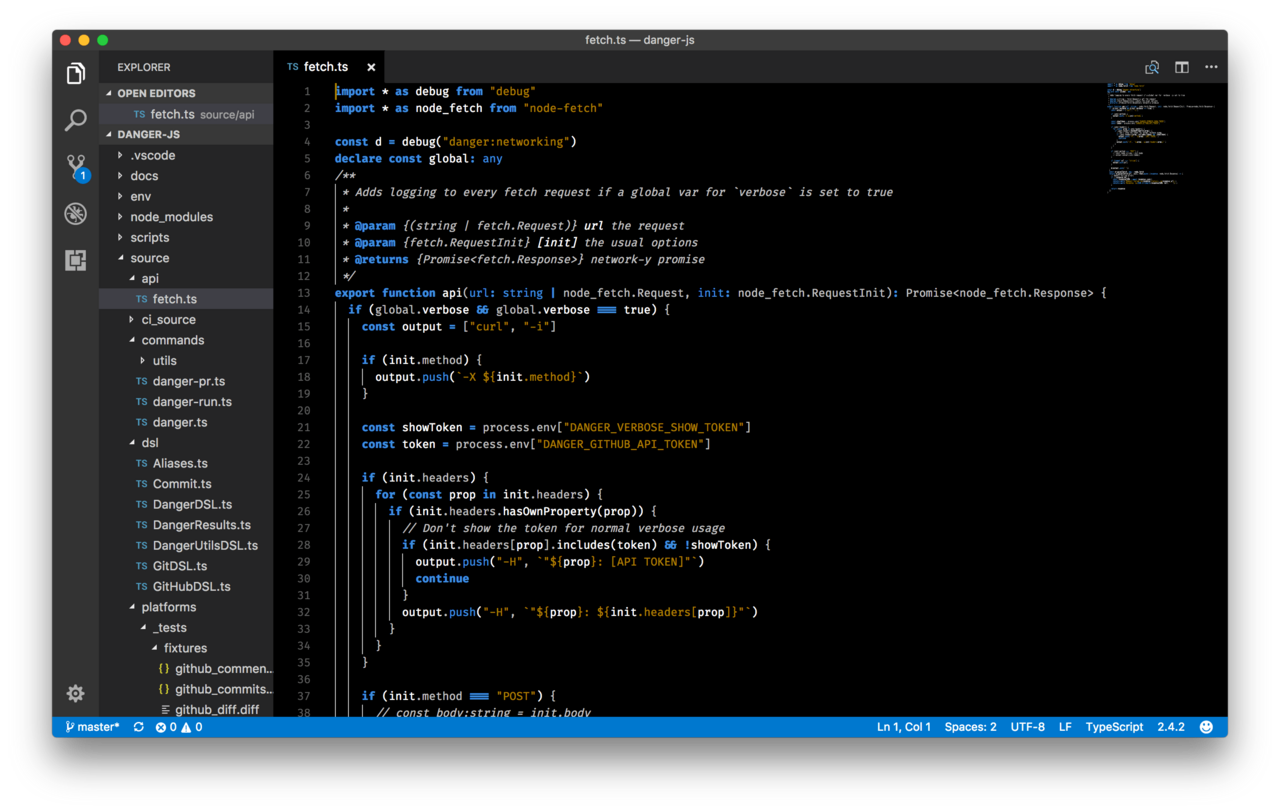 fetch.ts — danger-js
EXPLORER
OPEN EDITORS
TS fetch.ts source/api
DANGER-JS
.vscode
docs
env
node_modules
scripts
source
api
TS fetch.ts
ci_source
commands
utils
TS danger-pr.ts
TS danger-run.ts
TS danger.ts
dsl
TS Aliases.ts
TS Commit.ts
TS DangerDSL.ts
TS DangerResults.ts
TS DangerUtilsDSL.ts
TS GitDSL.ts
TS GitHubDSL.ts
platforms
_tests
fixtures
{} github_commen...
{} github_commits...
github_diff.diff
1
TS fetch.ts ×
1 import * as debug from "debug"
2 import * as node_fetch from "node-fetch"
3
4 const d = debug("danger:networking")
5 declare const global: any
6 /**
7 * Adds logging to every fetch request if a global var for `verbose` is set to true
8 *
9 * @param {(string | fetch.Request)} url the request
10 * @param {fetch.RequestInit} [init] the usual options
11 * @returns {Promise<fetch.Response>} network-y promise
12 */
13 export function api(url: string | node_fetch.Request, init: node_fetch.RequestInit): Promise<node_fetch.Response> {
14 if (global.verbose && global.verbose === true) {
15 const output = ["curl", "-i"]
16
17 if (init.method) {
18 output.push(`-X ${init.method}`)
19 }
20
21 const showToken = process.env["DANGER_VERBOSE_SHOW_TOKEN"]
22 const token = process.env["DANGER_GITHUB_API_TOKEN"]
23
24 if (init.headers) {
25 for (const prop in init.headers) {
26 if (init.headers.hasOwnProperty(prop)) {
27 // Don't show the token for normal verbose usage
28 if (init.headers[prop].includes(token) && !showToken) {
29 output.push("-H", `"${prop}: [API TOKEN]"`)
30 continue
31 }
32 output.push("-H", `"${prop}: ${init.headers[prop]}"`)
33 }
34 }
35 }
36
37 if (init.method === "POST") {
38 // const body:string = init.body
master* 0 0 Ln 1, Col 1 Spaces: 2 UTF-8 LF TypeScript 2.4.2